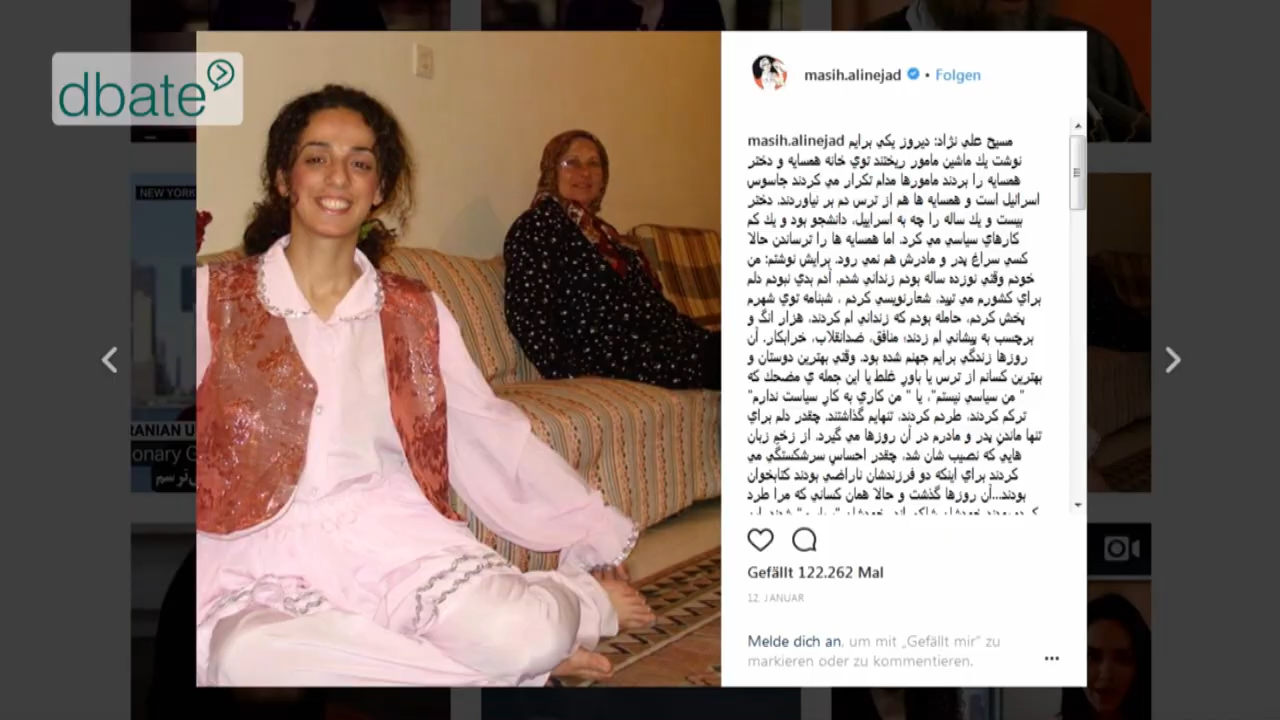 dbate
masih.alinejad • Folgen
masih.alinejad مسيح علي نژاد: ديروز يكي برايم
نوشت يك ماشين مامور ريختند توي خانه همسايه و دختر
همسايه را بردند مامورها مدام تكرار مي كردند جاسوس
اسرائيل است و همسايه ها هم از ترس دم بر نياوردند. دختر
بيست و يك ساله را چه به اسراييل، دانشجو بود و يك كم
كارهاي سياسي مي كرد. اما همسايه ها را ترساندن حالا
كسي سراغ پدر و مادرش هم نمي رود. برايش نوشتم: من
خودم وقتي نوزده ساله بودم زنداني شدم. آدم بدي نبودم دلم
براي كشورم مي تپيد، شعارنويسي كردم ، شبنامه توي شهرم
پخش كردم، حامله بودم كه زنداني ام كردند، هزار انگ و
برچسب به پيشاني ام زدند، منافق، ضدانقلاب، خرابكار. آن
روزها زندگي برايم جهنم شده بود. وقتي بهترين دوستان و
بهترين كسانم از ترس يا باورِ غلط يا اين جمله ي مضحك كه
" من سياسي نيستم"، يا " من كاري به كار سياست ندارم"
تركم كردند، طردم كردند، تنهايم گذاشتند، چقدر دلم براي
تنها ماندنِ پدر و مادرم در آن روزها مي گيرد. از زخم زبان
هايي كه نصيب شان شد، چقدر احساسِ سرشكستگي مي
كردند براي اينكه دو فرزندشان ناراضي بودند كتابخوان
بودند...آن روزها گذشت و حالا همان كساني كه مرا طرد
Gefällt 122.262 Mal
12. JANUAR
Melde dich an, um mit „Gefällt mir“ zu
markieren oder zu kommentieren.
NEW YORK
RANIAN U
onary G